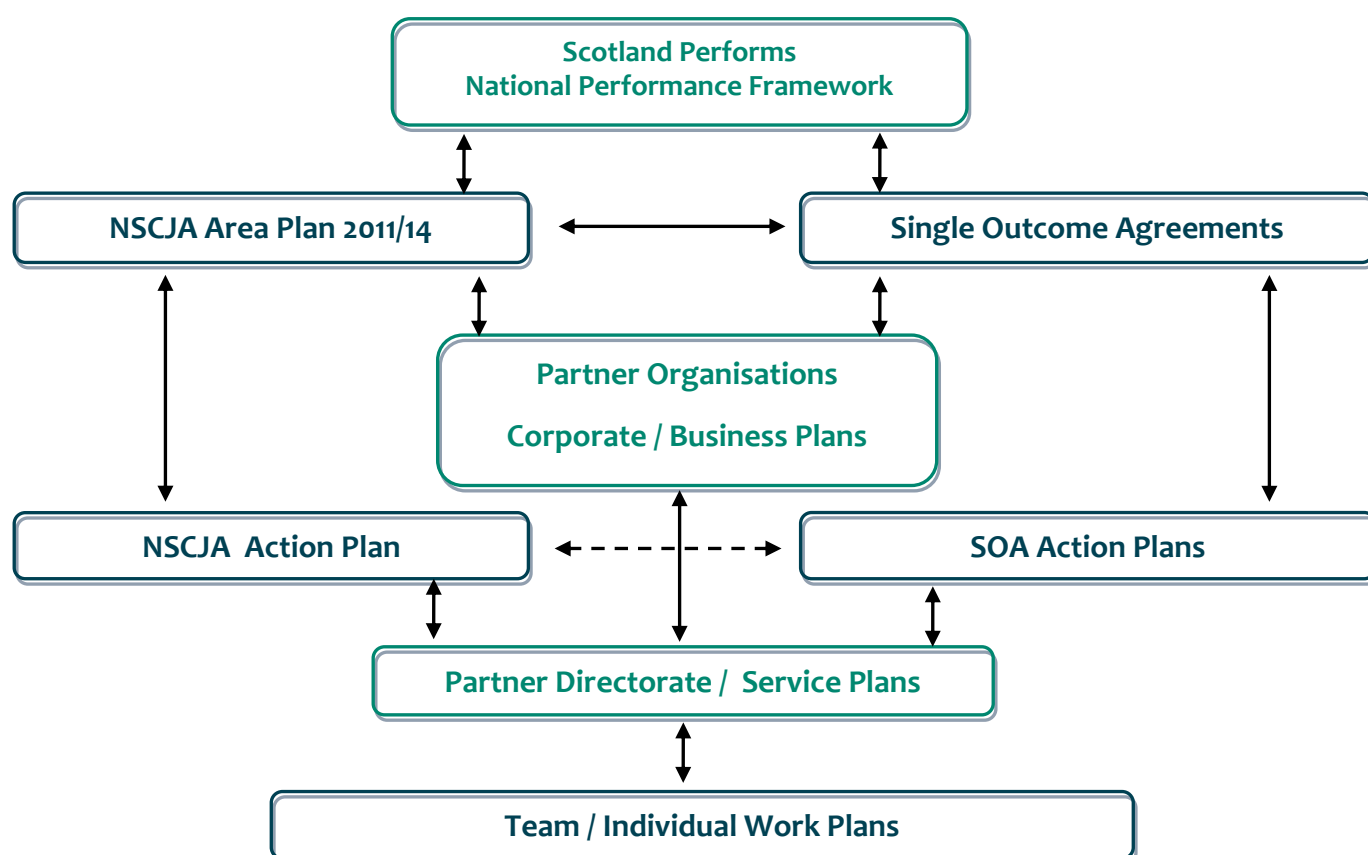 Scotland Performs
National Performance Framework
NSCJA Area Plan 2011/14
Single Outcome Agreements
Partner Organisations
Corporate / Business Plans
NSCJA  Action Plan
SOA Action Plans
Partner Directorate /  Service Plans
Team / Individual Work Plans